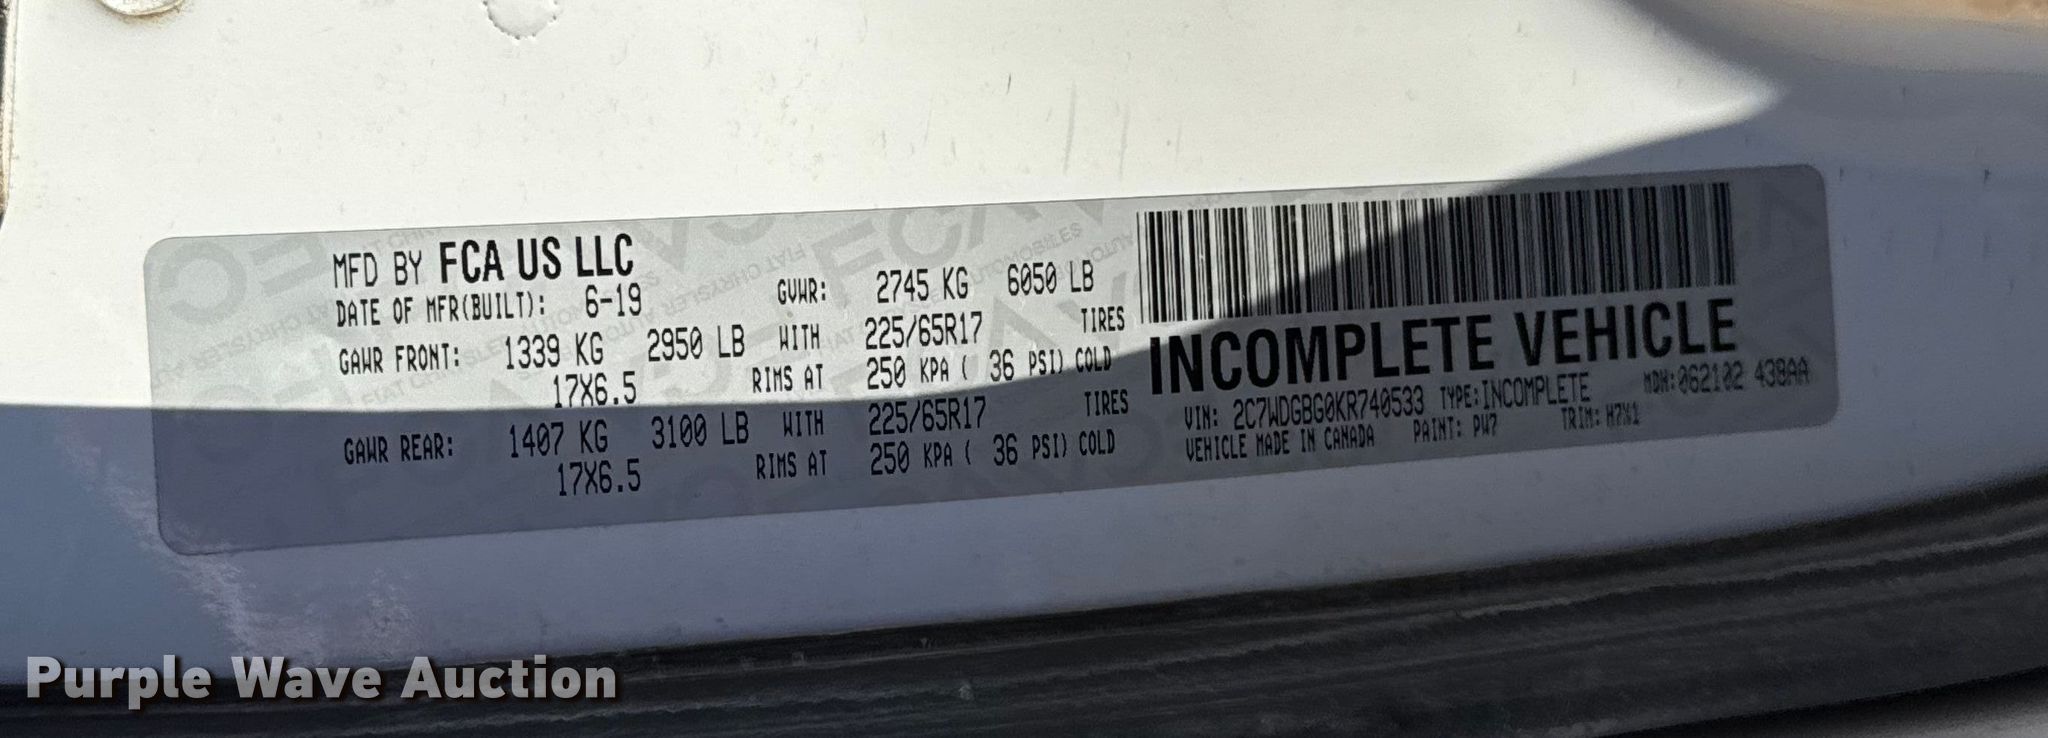 MFD BY FCA US LLC
DATE OF MFR(BUILT): 6-19 GVWR: 2745 KG 6050 LB
GAWR FRONT: 1339 KG 2950 LB WITH 225/65R17 TIRES
17X6.5 RIMS AT 250 KPA ( 36 PSI) COLD
GAWR REAR: 1407 KG 3100 LB WITH 225/65R17 TIRES
17X6.5 RIMS AT 250 KPA ( 36 PSI) COLD
INCOMPLETE VEHICLE
VIN: 2C7WDGBG0KR740533 TYPE:INCOMPLETE MDH:062102 438AA
VEHICLE MADE IN CANADA PAINT: PW7 TRIM:
Purple Wave Auction